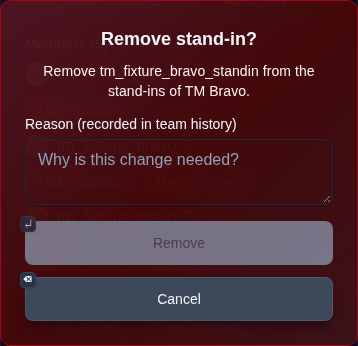 Remove stand-in?
Remove tm_fixture_bravo_standin from the
stand-ins of TM Bravo.
Reason (recorded in team history)
Why is this change needed?
Remove
Cancel